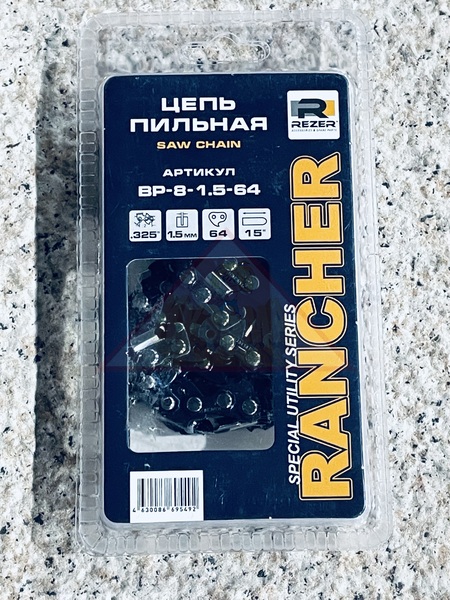 ЦЕПЬ
ПИЛЬНАЯ
SAW CHAIN
АРТИКУЛ
BP-8-1.5-64
.325"
1.5 мм
64
15"
REZER
SPECIAL UTILITY SERIES
RANCHER
4 630086 695492